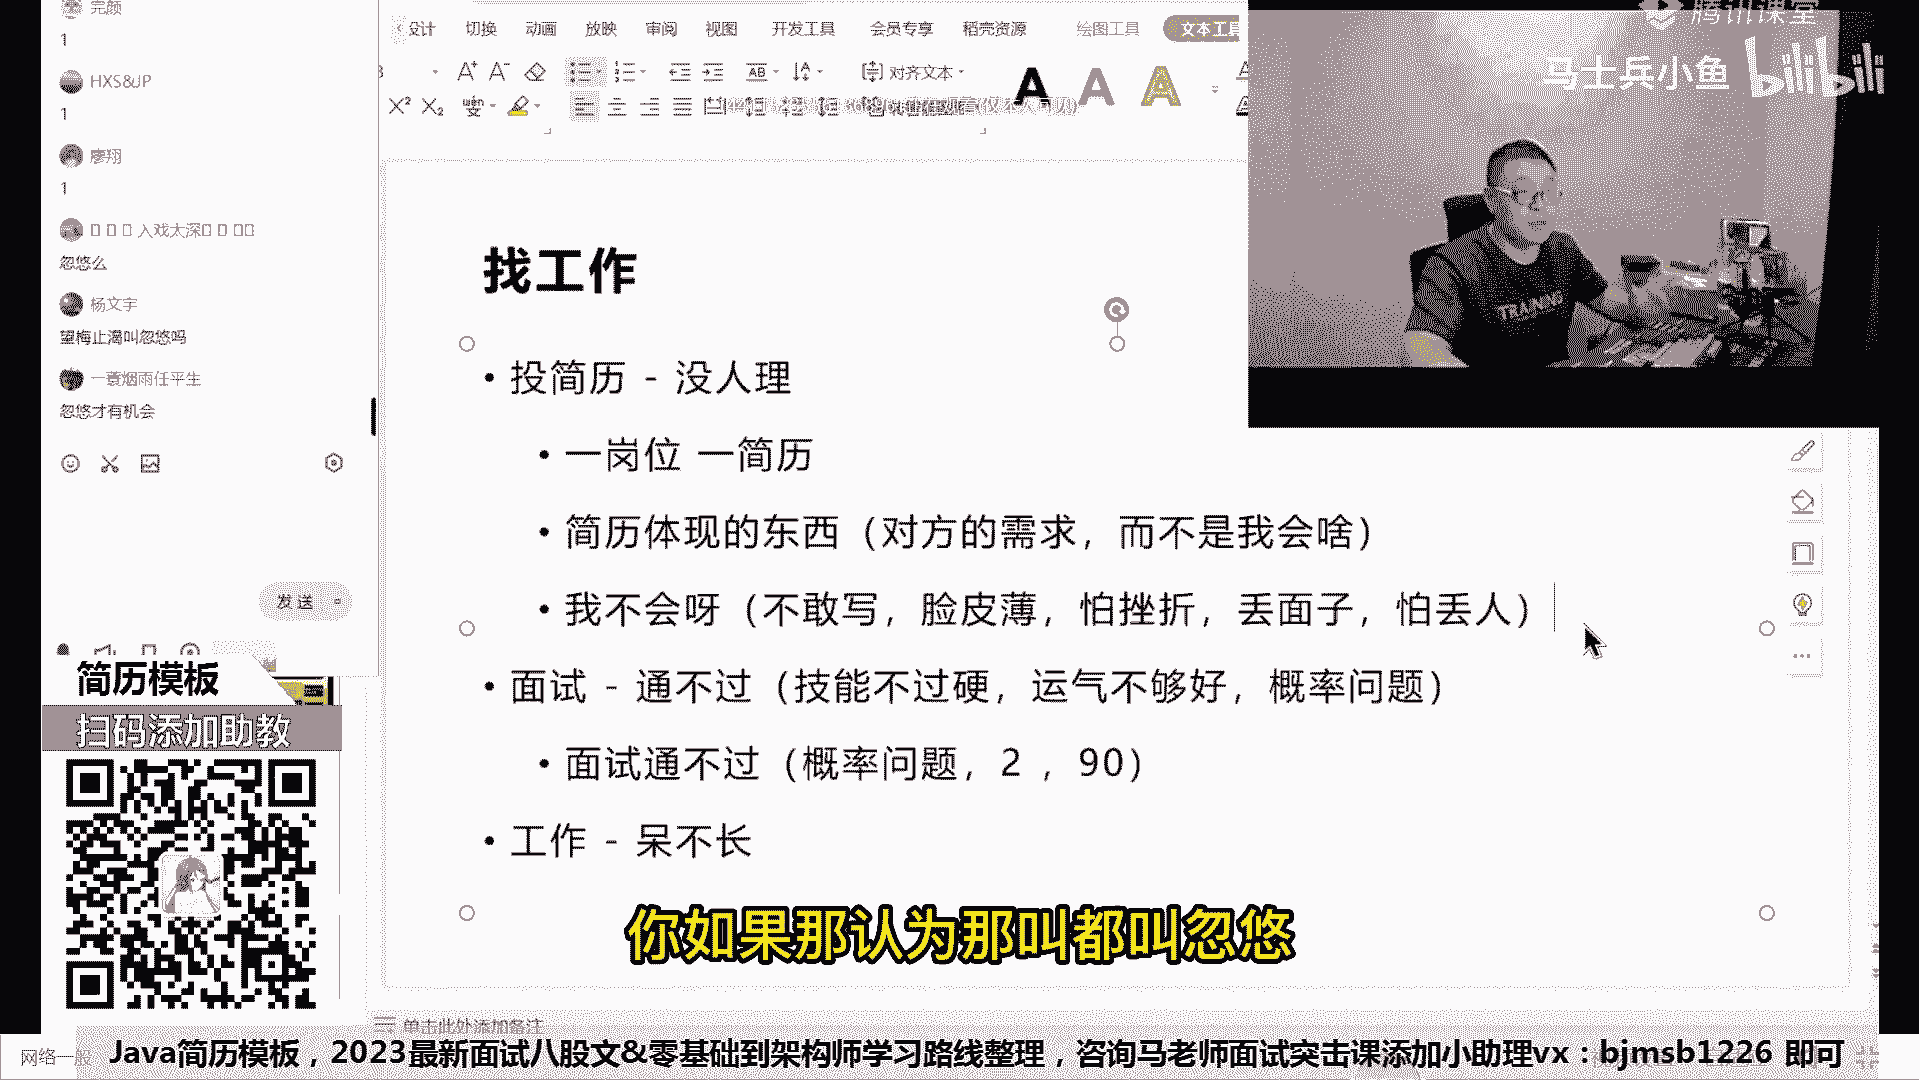 完颜
1
HXS&JP
1
廖翔
1
入戏太深
忽悠么
杨文宇
望梅止渴叫忽悠吗
一蓑烟雨任平生
忽悠才有机会
发送
设计 切换 动画 放映 审阅 视图 开发工具 会员专享 稻壳资源 绘图工具 文本工具
对齐文本
腾讯课堂
马士兵小鱼 bilibili
找工作
• 投简历 - 没人理
• 一岗位 一简历
• 简历体现的东西（对方的需求，而不是我会啥）
• 我不会呀（不敢写，脸皮薄，怕挫折，丢面子，怕丢人）
• 面试 - 通不过（技能不过硬，运气不够好，概率问题）
• 面试通不过（概率问题，2 ，90）
• 工作 - 呆不长
你如果那认为那叫都叫忽悠
简历模板
扫码添加助教
单击此处添加备注
网络一般
Java简历模板，2023最新面试八股文&零基础到架构师学习路线整理，咨询马老师面试突击课添加小助理vx：bjmsb1226 即可